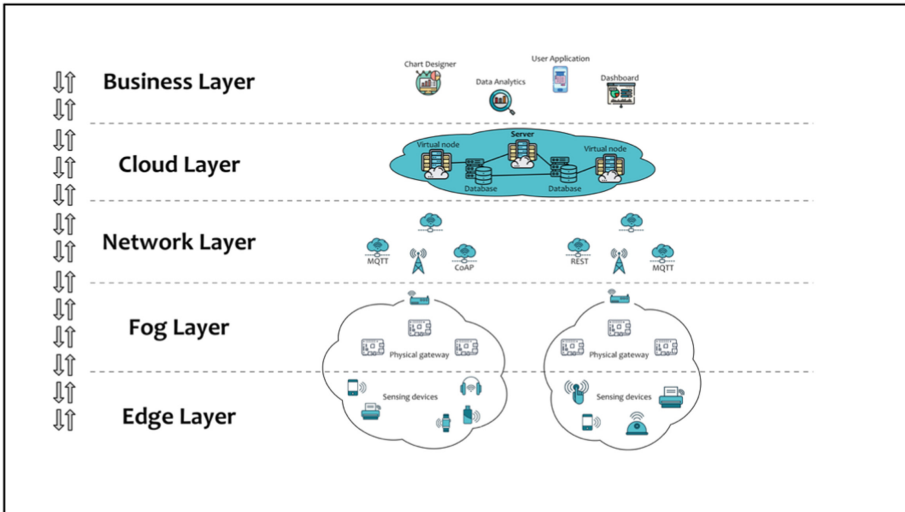 Business Layer
Chart Designer
Data Analytics
User Application
Dashboard
Cloud Layer
Virtual node
Server
Virtual node
Database
Database
Network Layer
MQTT
CoAP
REST
MQTT
Fog Layer
Physical gateway
Physical gateway
Edge Layer
Sensing devices
Sensing devices